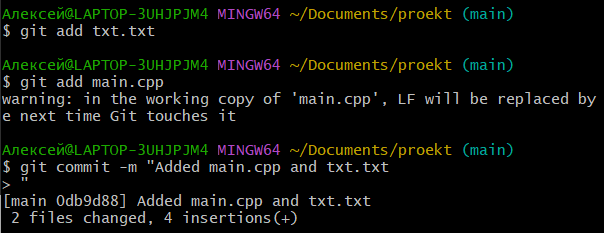 Алексей@LAPTOP-3UHJPJM4 MINGW64 ~/Documents/proekt (main)
$ git add txt.txt
Алексей@LAPTOP-3UHJPJM4 MINGW64 ~/Documents/proekt (main)
$ git add main.cpp
warning: in the working copy of 'main.cpp', LF will be replaced by
e next time Git touches it
Алексей@LAPTOP-3UHJPJM4 MINGW64 ~/Documents/proekt (main)
$ git commit -m "Added main.cpp and txt.txt
> "
[main 0db9d88] Added main.cpp and txt.txt
 2 files changed, 4 insertions(+)